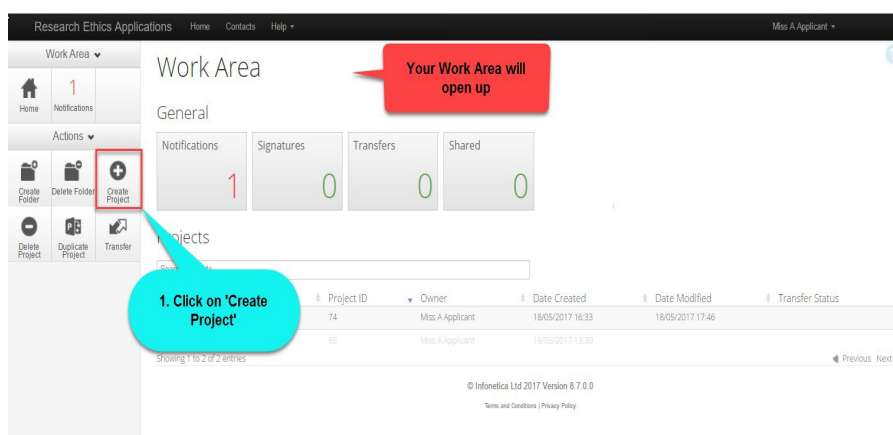 Research Ethics Applications Home Contacts Help Miss A Applicant
Work Area
Home
1
Notifications
Actions
Create Folder
Delete Folder
Create Project
Delete Project
Duplicate Project
Transfer
Work Area
Your Work Area will
open up
General
Notifications
1
Signatures
0
Transfers
0
Shared
0
1. Click on 'Create
Project'
Project ID Owner Date Created Date Modified Transfer Status
74 Miss A Applicant 18/05/2017 16:33 18/05/2017 17:46
Miss A Applicant
Showing 1 to 2 of 2 entries
Previous Next
© Infonetica Ltd 2017 Version 8.7.0.0
Terms and Conditions | Privacy Policy